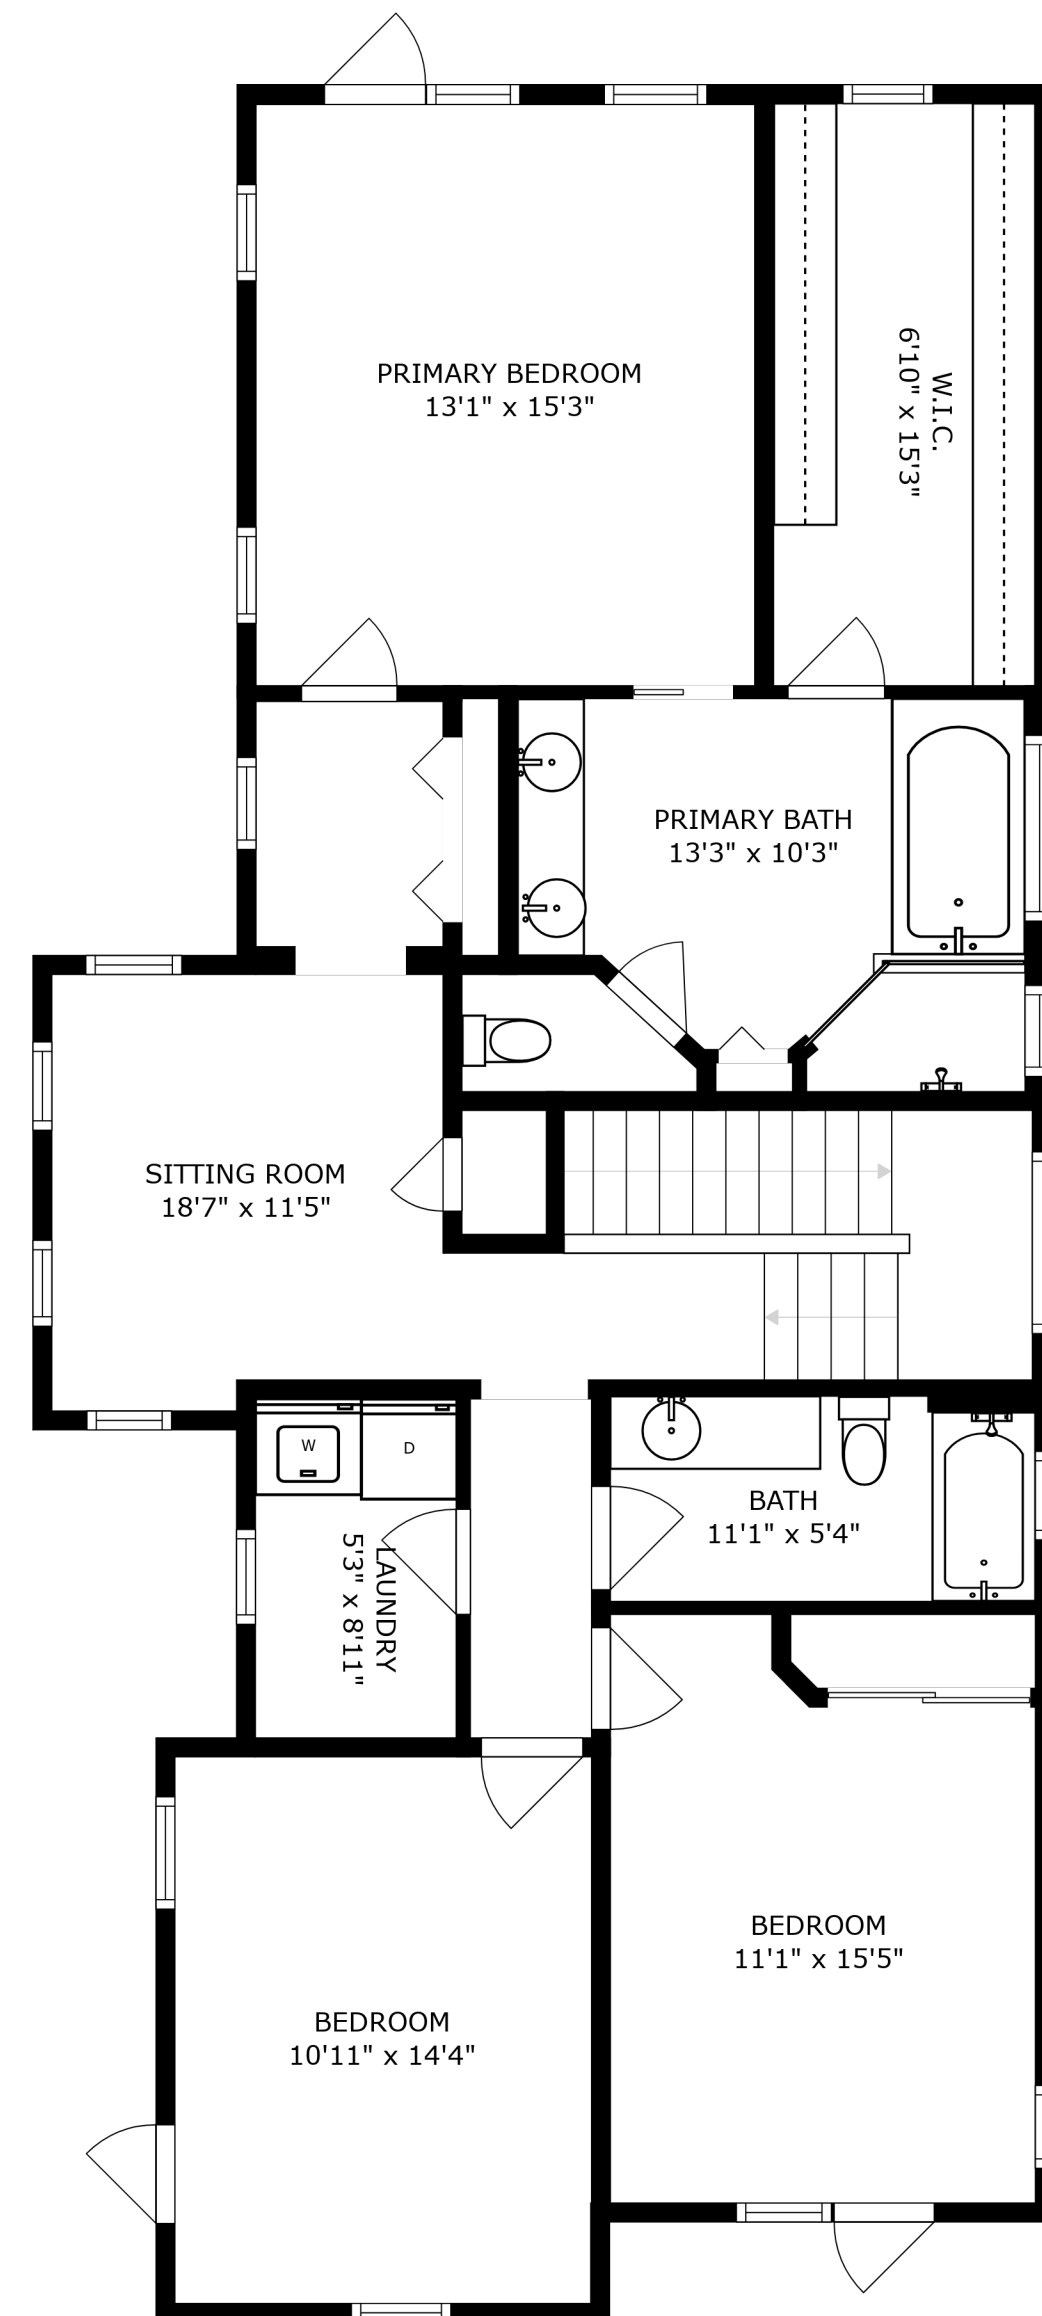 PRIMARY BEDROOM
13'1" x 15'3"
W.I.C.
6'10" x 15'3"
PRIMARY BATH
13'3" x 10'3"
SITTING ROOM
18'7" x 11'5"
W
D
LAUNDRY
5'3" x 8'11"
BATH
11'1" x 5'4"
BEDROOM
11'1" x 15'5"
BEDROOM
10'11" x 14'4"